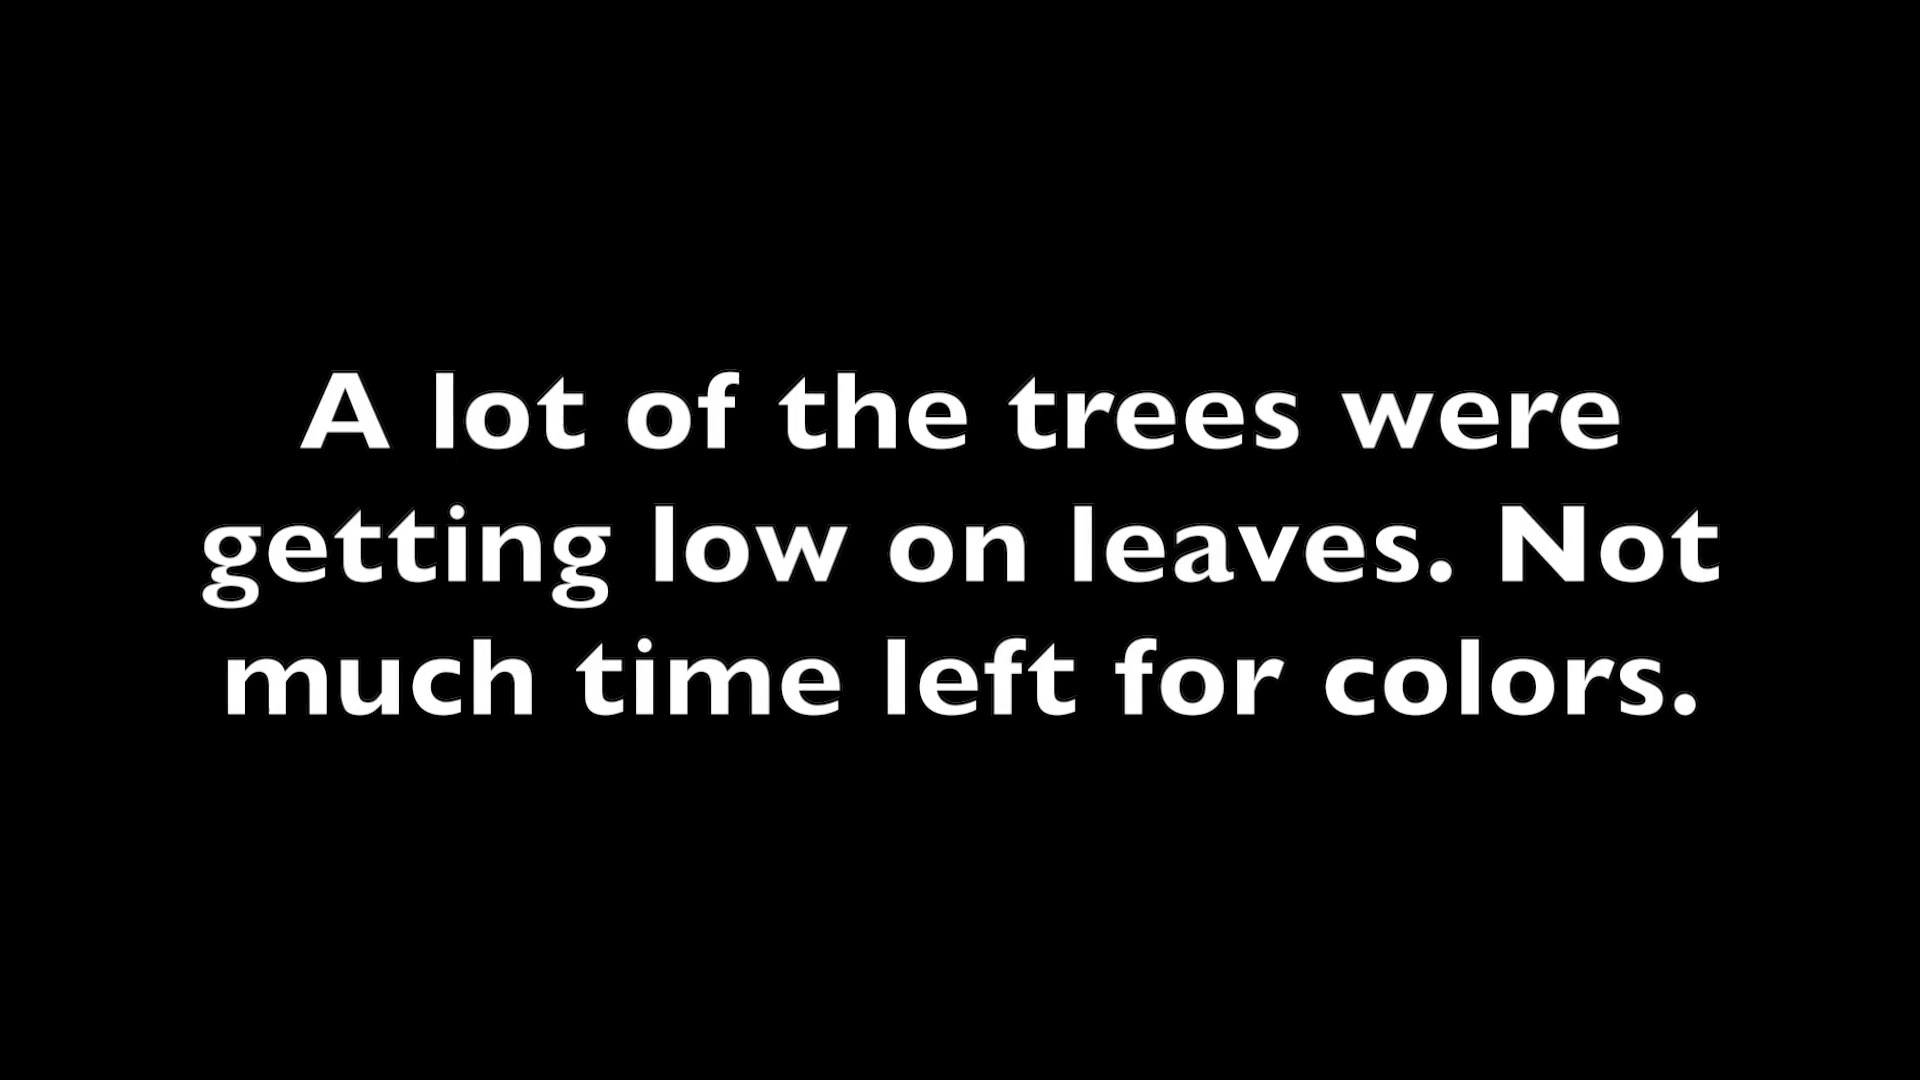 A lot of the trees were
getting low on leaves. Not
much time left for colors.